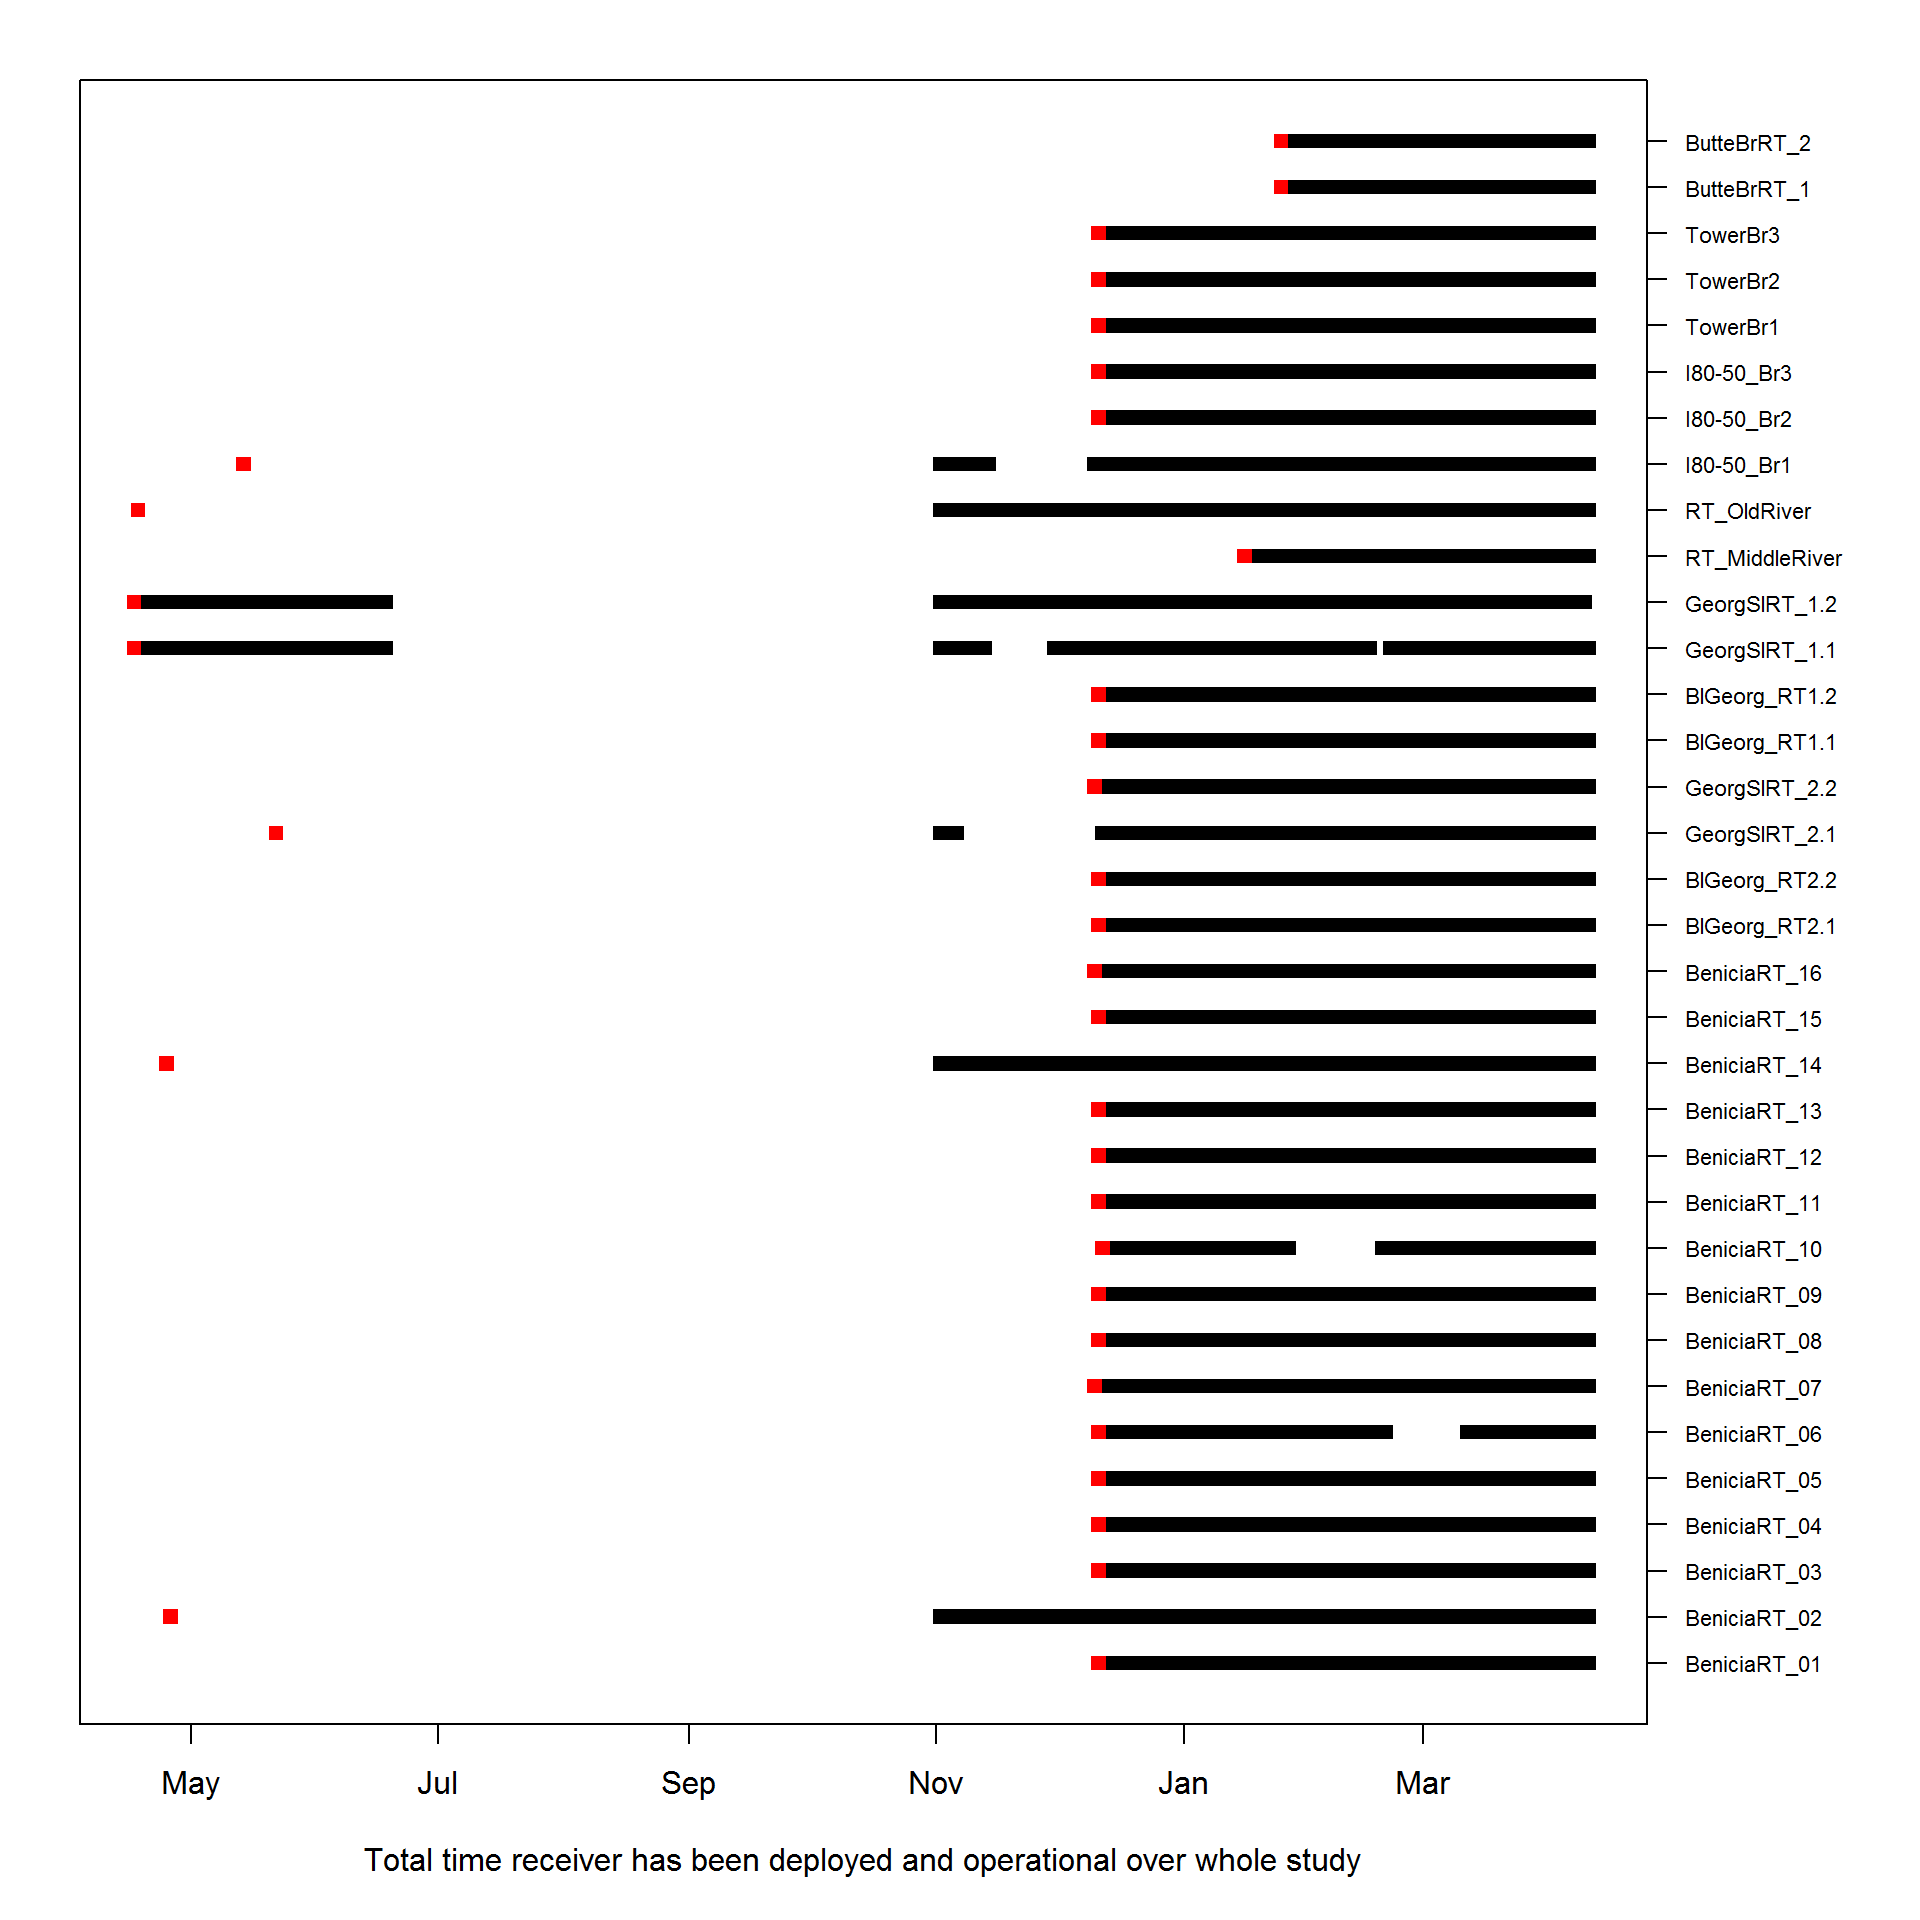 ButteBrRT_2
ButteBrRT_1
TowerBr3
TowerBr2
TowerBr1
I80-50_Br3
I80-50_Br2
I80-50_Br1
RT_OldRiver
RT_MiddleRiver
GeorgSlRT_1.2
GeorgSlRT_1.1
BlGeorg_RT1.2
BlGeorg_RT1.1
GeorgSlRT_2.2
GeorgSlRT_2.1
BlGeorg_RT2.2
BlGeorg_RT2.1
BeniciaRT_16
BeniciaRT_15
BeniciaRT_14
BeniciaRT_13
BeniciaRT_12
BeniciaRT_11
BeniciaRT_10
BeniciaRT_09
BeniciaRT_08
BeniciaRT_07
BeniciaRT_06
BeniciaRT_05
BeniciaRT_04
BeniciaRT_03
BeniciaRT_02
BeniciaRT_01
May Jul Sep Nov Jan Mar
Total time receiver has been deployed and operational over whole study